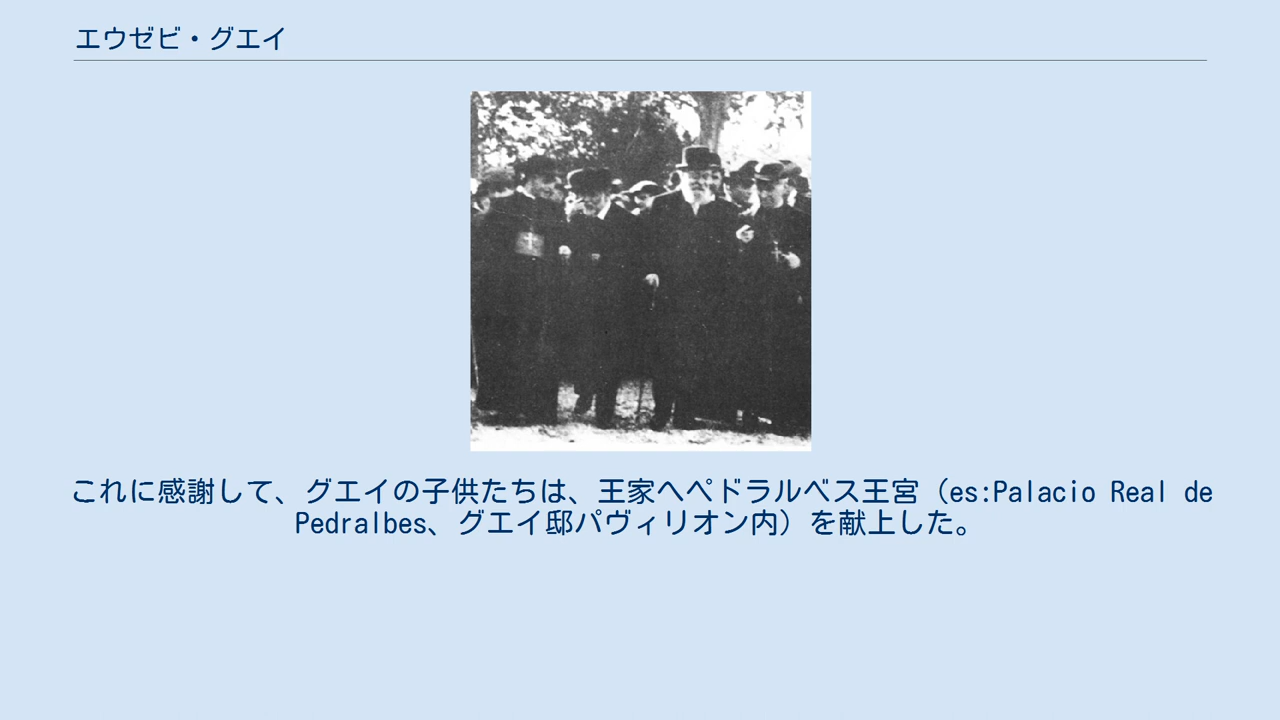 エウゼビ・グエイ
これに感謝して、グエイの子供たちは、王家へペドラルベス王宮（es:Palacio Real de
Pedralbes、グエイ邸パヴィリオン内）を献上した。